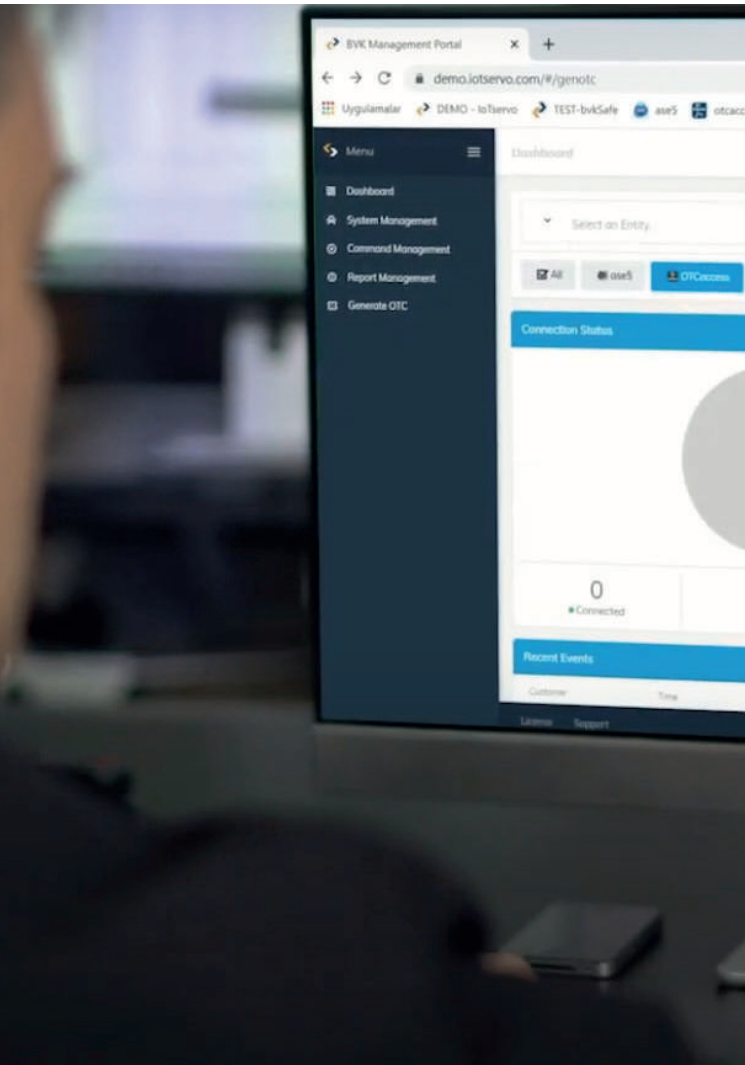 BVK Management Portal
demo.iotservo.com/#/genotc
Uygulamalar DEMO - IoTservo TEST-bvkSafe ase5 otcacc
Menu
Dashboard
Dashboard
System Management
Command Management
Report Management
Generate OTC
Select an Entity.
All ase5 OTCaccess
Connection Status
0
Connected
Recent Events
Customer Time
License Support